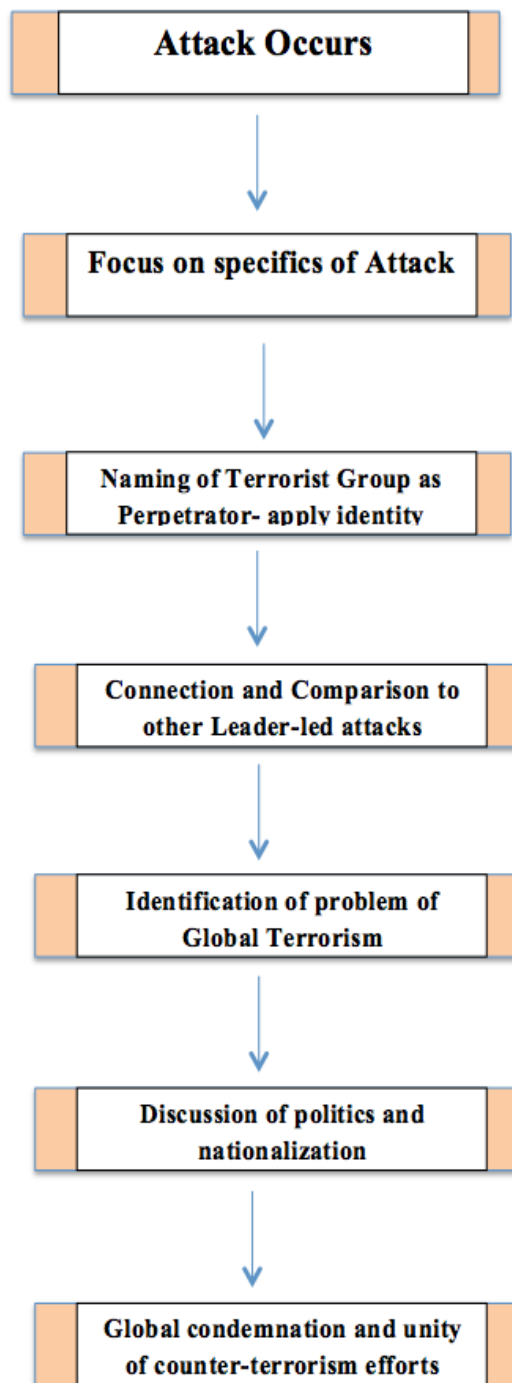 Attack Occurs
Focus on specifics of Attack
Naming of Terrorist Group as
Perpetrator- apply identity
Connection and Comparison to
other Leader-led attacks
Identification of problem of
Global Terrorism
Discussion of politics and
nationalization
Global condemnation and unity
of counter-terrorism efforts